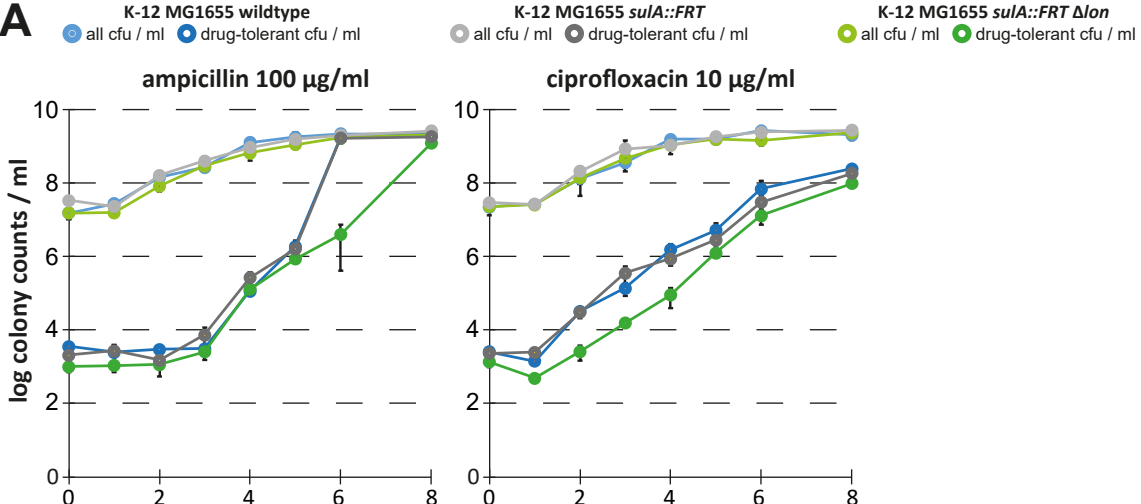 A
K-12 MG1655 wildtype
all cfu / ml drug-tolerant cfu / ml
K-12 MG1655 sulA::FRT
all cfu / ml drug-tolerant cfu / ml
K-12 MG1655 sulA::FRT Δlon
all cfu / ml drug-tolerant cfu / ml
ampicillin 100 µg/ml
log colony counts / ml
10
8
6
4
2
0
0 2 4 6 8
ciprofloxacin 10 µg/ml
10
8
6
4
2
0
0 2 4 6 8